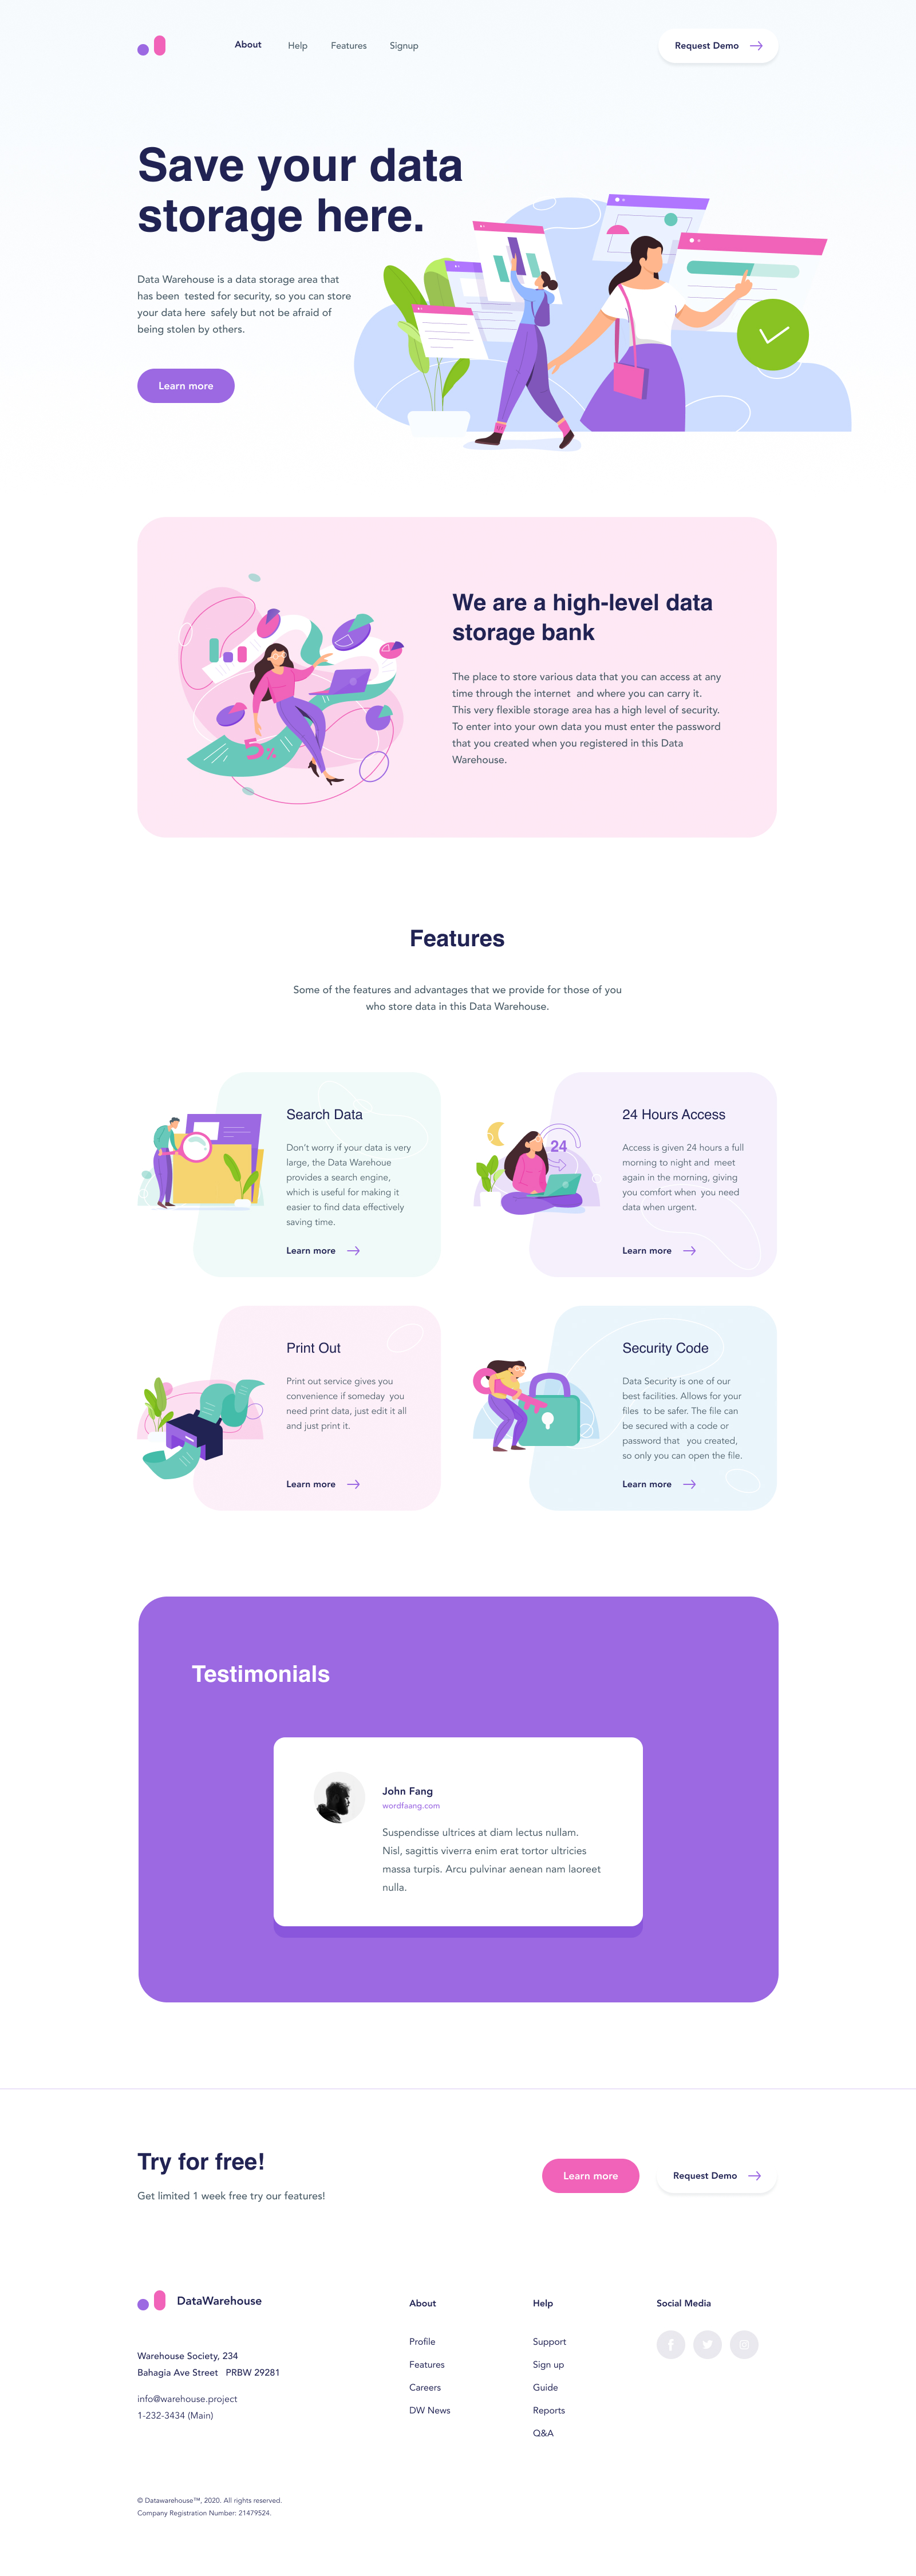 About
Help
Features
Signup
Request Demo
Save your data
storage here.
Data Warehouse is a data storage area that
has been tested for security, so you can store
your data here safely but not be afraid of
being stolen by others.
Learn more
We are a high-level data
storage bank
The place to store various data that you can access at any
time through the internet and where you can carry it.
This very flexible storage area has a high level of security.
To enter into your own data you must enter the password
that you created when you registered in this Data
Warehouse.
5%
Features
Some of the features and advantages that we provide for those of you
who store data in this Data Warehouse.
Search Data
Don't worry if your data is very
large, the Data Warehoue
provides a search engine,
which is useful for making it
easier to find data effectively
saving time.
Learn more
24
24 Hours Access
Access is given 24 hours a full
morning to night and meet
again in the morning, giving
you comfort when you need
data when urgent.
Learn more
Print Out
Print out service gives you
convenience if someday you
need print data, just edit it all
and just print it.
Learn more
Security Code
Data Security is one of our
best facilities. Allows for your
files to be safer. The file can
be secured with a code or
password that you created,
so only you can open the file.
Learn more
Testimonials
John Fang
wordfaang.com
Suspendisse ultrices at diam lectus nullam.
Nisl, sagittis viverra enim erat tortor ultricies
massa turpis. Arcu pulvinar aenean nam laoreet
nulla.
Try for free!
Get limited 1 week free try our features!
Learn more
Request Demo
DataWarehouse
Warehouse Society, 234
Bahagia Ave Street PRBW 29281
info@warehouse.project
1-232-3434 (Main)
About
Profile
Features
Careers
DW News
Help
Support
Sign up
Guide
Reports
Q&A
Social Media
© Datawarehouse™, 2020. All rights reserved.
Company Registration Number: 21479524.